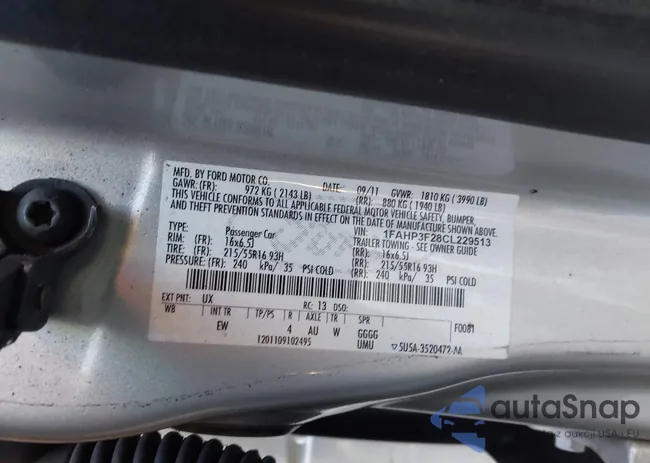 MFD. BY FORD MOTOR CO.
DATE: 09/11 GVWR: 1810 KG ( 3990 LB)
GAWR: (FR): 972 KG ( 2143 LB) (RR): 880 KG ( 1940 LB)
THIS VEHICLE CONFORMS TO ALL APPLICABLE FEDERAL MOTOR VEHICLE SAFETY, BUMPER,
AND THEFT PREVENTION STANDARDS IN EFFECT ON THE DATE OF MANUFACTURE SHOWN ABOVE.
VIN: 1FAHP3F28CL229513
TYPE: Passenger Car TRAILER TOWING - SEE OWNER GUIDE
RIM: (FR): 16x6.5J (RR): 16x6.5J
TIRE: (FR): 215/55R16 93H (RR): 215/55R16 93H
PRESSURE: (FR): 240 kPa/ 35 PSI COLD (RR): 240 kPa/ 35 PSI COLD
EXT PNT: UX RC: 13 DSO: F0081
WB INT TR TP/PS R AXLE TR SPR
EW 4 AU W GGGG
1201109102495 UMU ▽5U5A-3520472-AA
autoSnap
z aukcji USA i EU